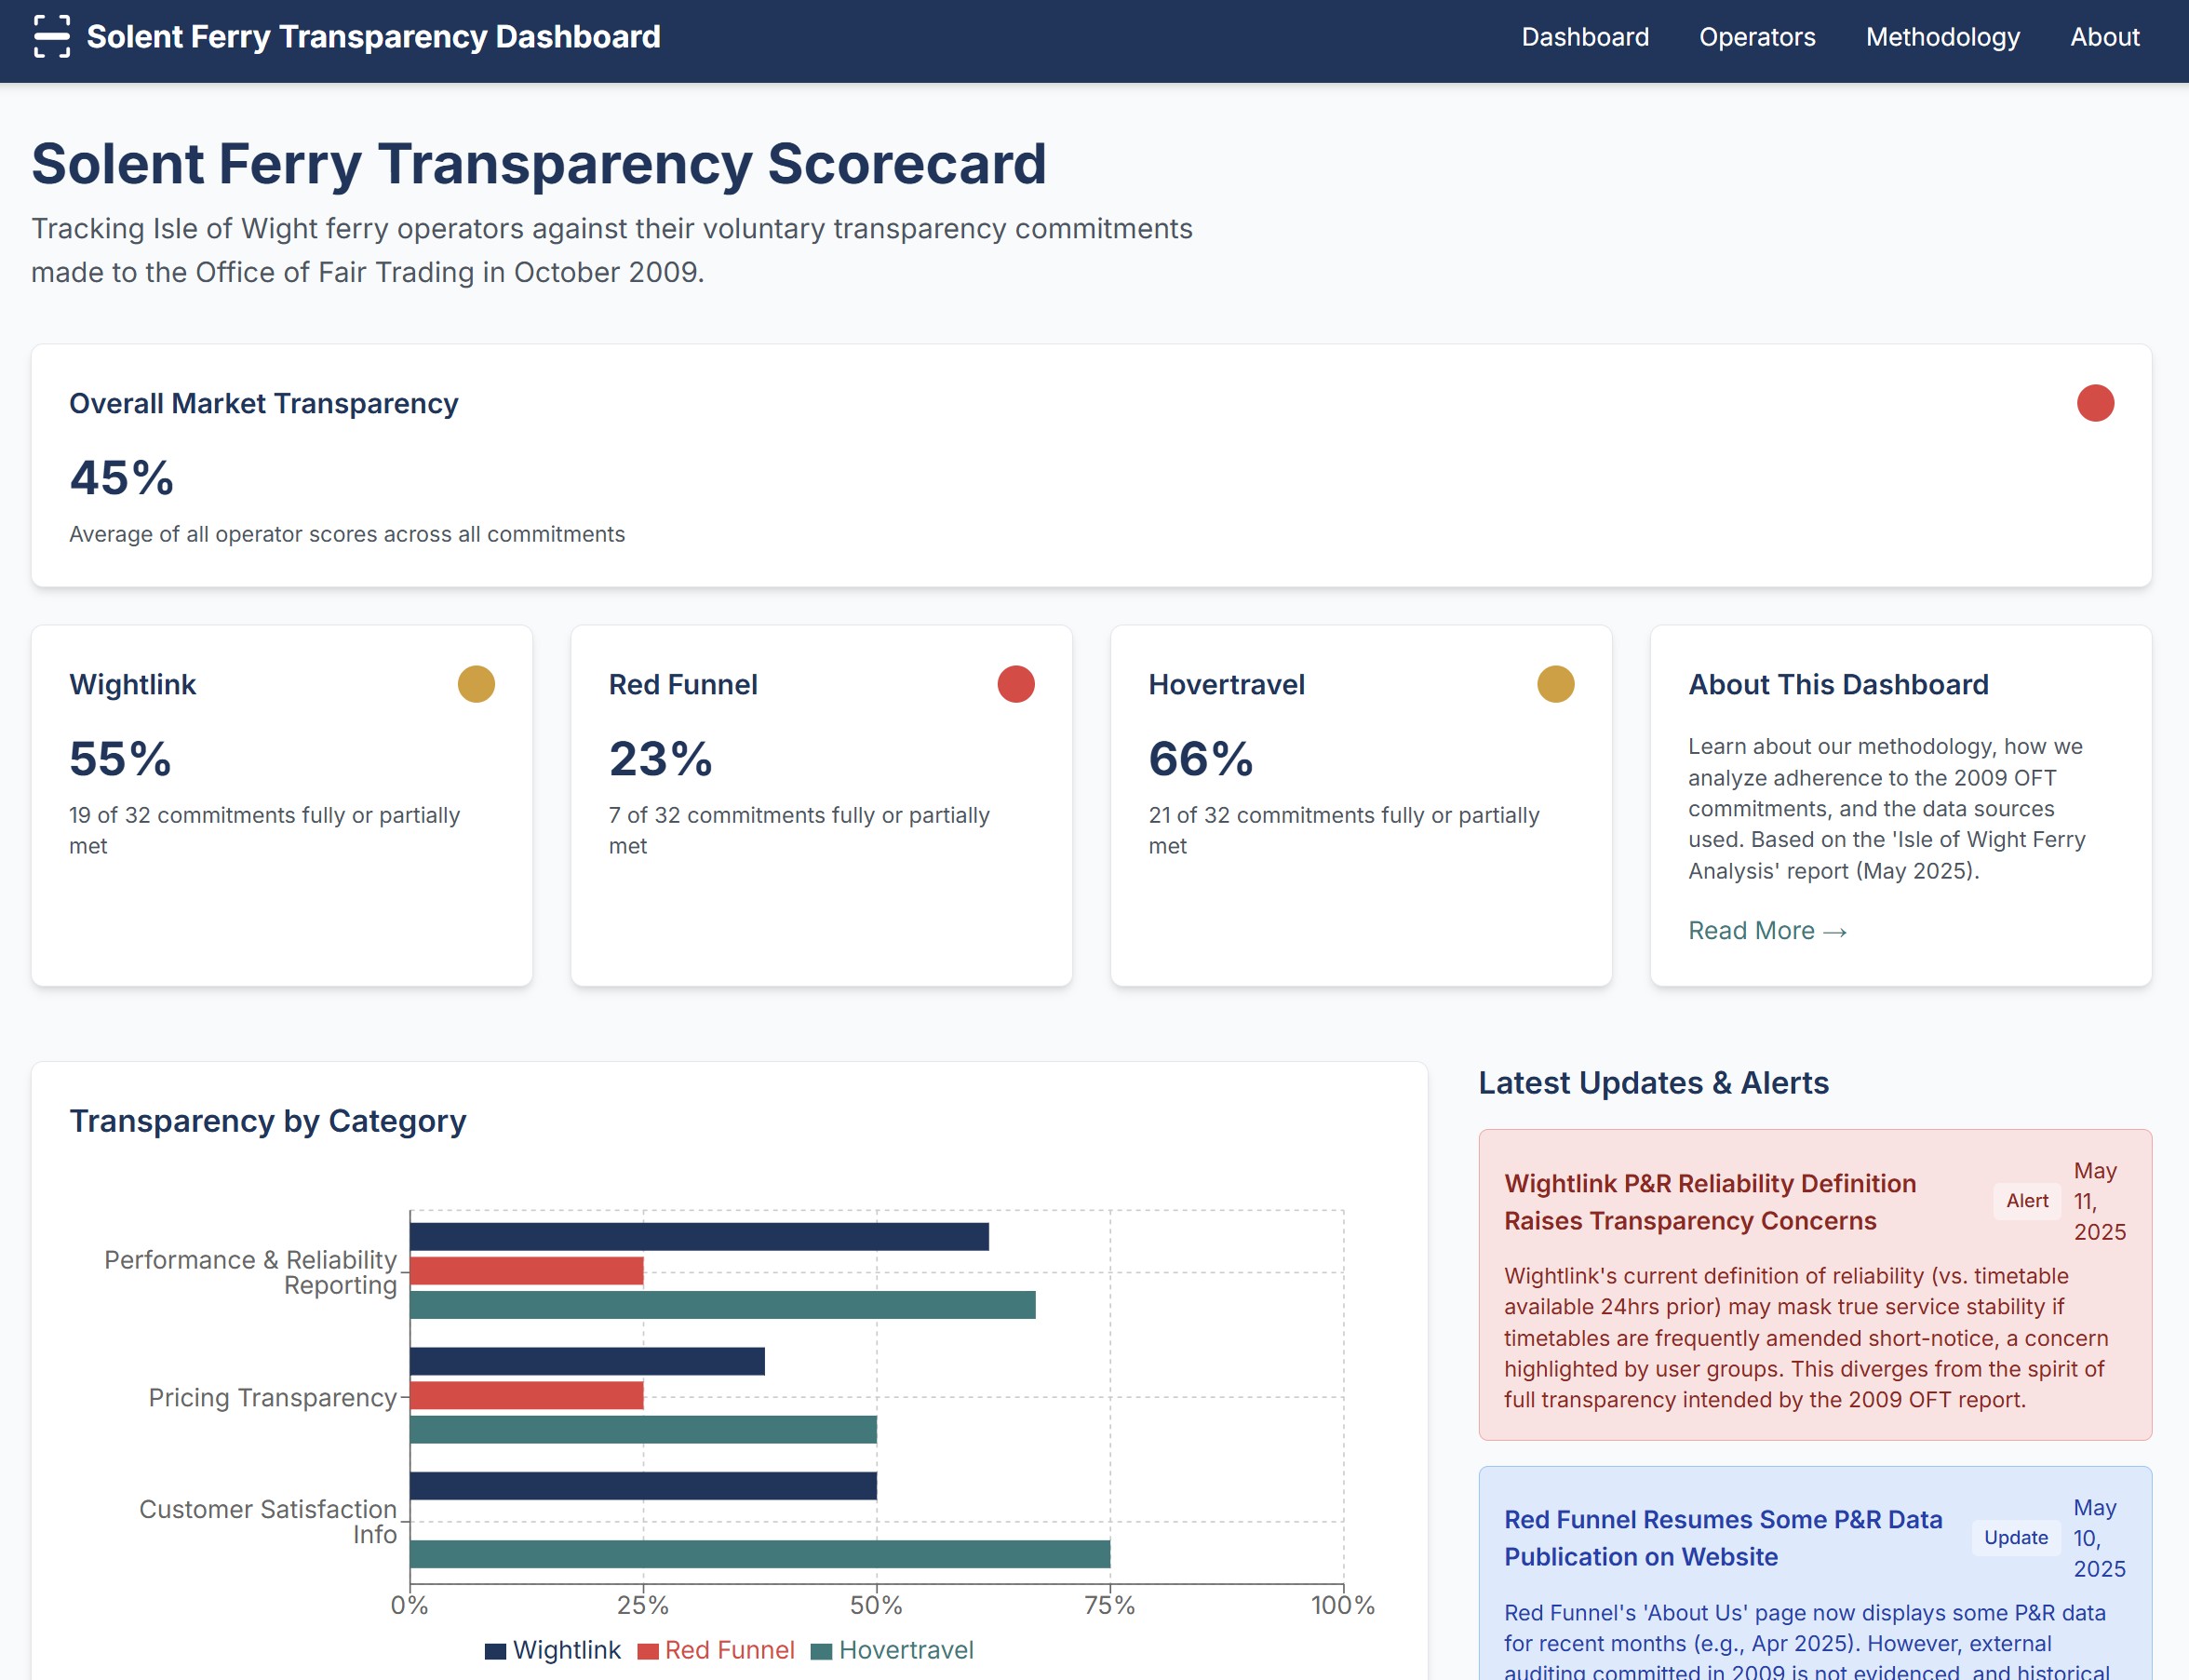 Solent Ferry Transparency Dashboard
Dashboard
Operators
Methodology
About
Solent Ferry Transparency Scorecard
Tracking Isle of Wight ferry operators against their voluntary transparency commitments
made to the Office of Fair Trading in October 2009.
Overall Market Transparency
45%
Average of all operator scores across all commitments
Wightlink
55%
19 of 32 commitments fully or partially
met
Red Funnel
23%
7 of 32 commitments fully or partially
met
Hovertravel
66%
21 of 32 commitments fully or partially
met
About This Dashboard
Learn about our methodology, how we
analyze adherence to the 2009 OFT
commitments, and the data sources
used. Based on the 'Isle of Wight Ferry
Analysis' report (May 2025).
Read More →
Transparency by Category
Performance & Reliability
Reporting
Pricing Transparency
Customer Satisfaction
Info
0%
25%
50%
75%
100%
Wightlink
Red Funnel
Hovertravel
Latest Updates & Alerts
Wightlink P&R Reliability Definition
Raises Transparency Concerns
Alert
May
11,
2025
Wightlink's current definition of reliability (vs. timetable
available 24hrs prior) may mask true service stability if
timetables are frequently amended short-notice, a concern
highlighted by user groups. This diverges from the spirit of
full transparency intended by the 2009 OFT report.
Red Funnel Resumes Some P&R Data
Publication on Website
Update
May
10,
2025
Red Funnel's 'About Us' page now displays some P&R data
for recent months (e.g., Apr 2025). However, external
auditing committed in 2009 is not evidenced, and historical